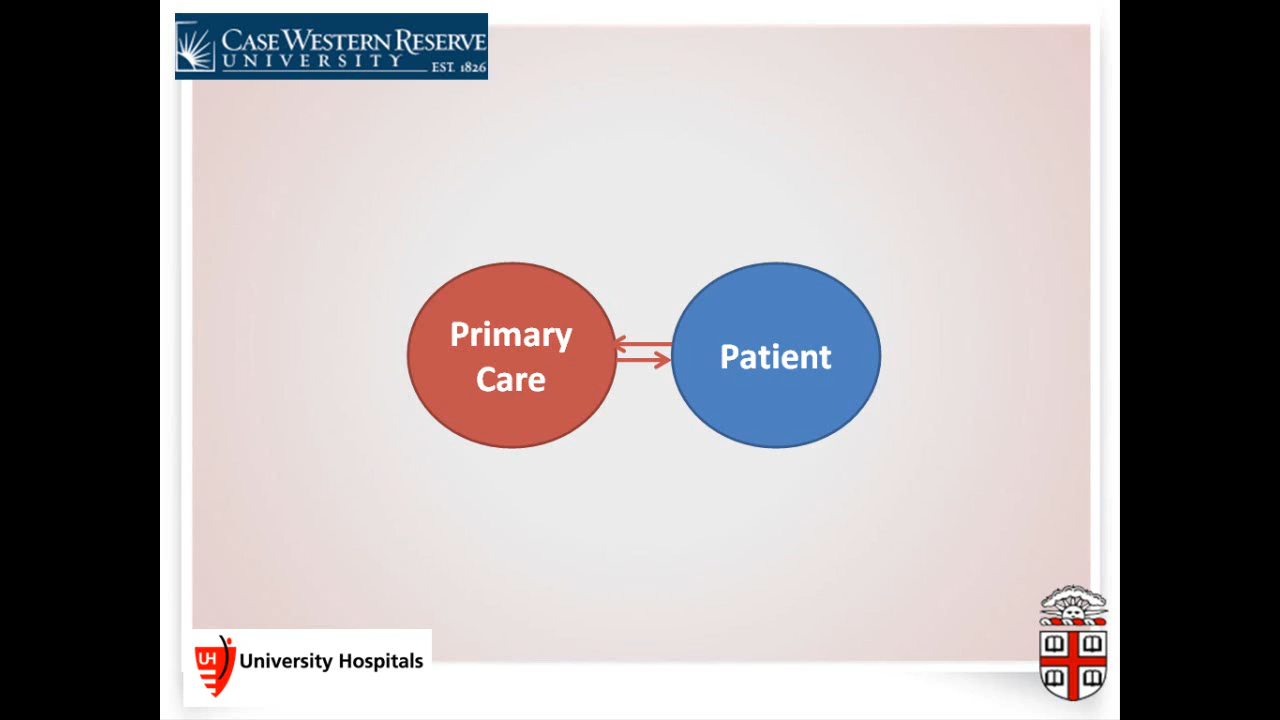 CASE WESTERN RESERVE
UNIVERSITY
EST. 1826
Primary
Care
Patient
UH
University Hospitals